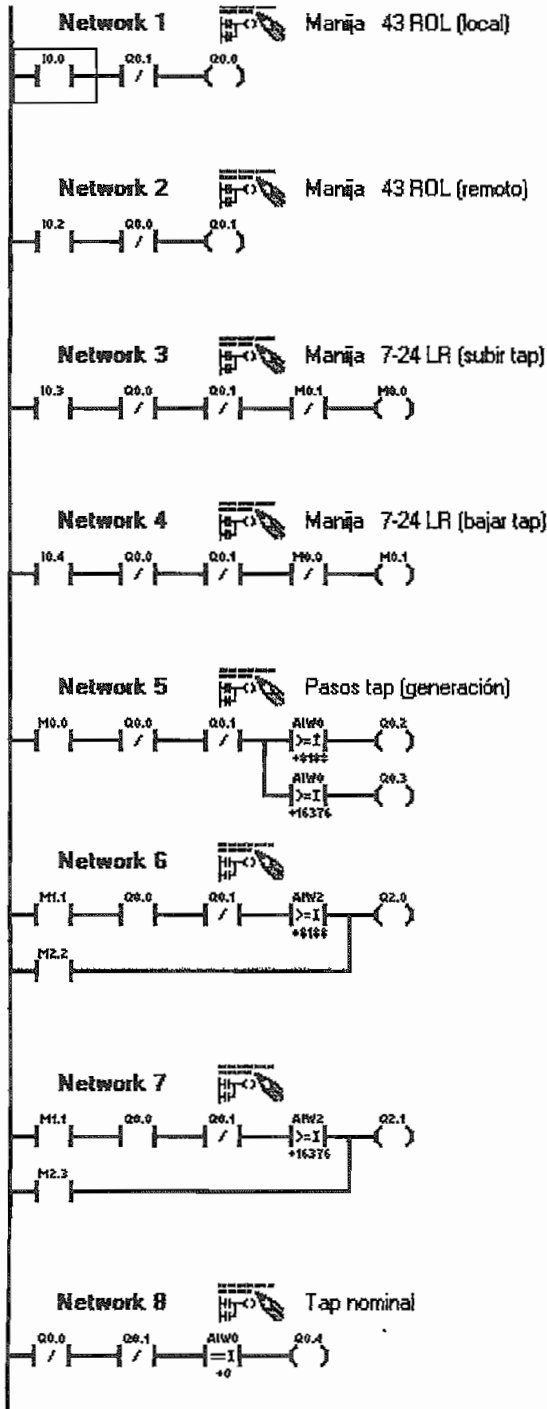 Network 1 Manija 43 ROL (local)
I0.0 Q0.1 Q0.0
Network 2 Manija 43 ROL (remoto)
I0.2 Q0.0 Q0.1
Network 3 Manija 7-24 LR (subir tap)
I0.3 Q0.0 Q0.1 M0.1 M0.0
Network 4 Manija 7-24 LR (bajar tap)
I0.4 Q0.0 Q0.1 M0.0 M0.1
Network 5 Pasos tap (generación)
M0.0 Q0.0 Q0.1 AIW0 Q0.2
>=I
+8188
AIW0 Q0.3
>=I
+16376
Network 6
M1.1 Q0.0 Q0.1 AIW2 Q2.0
>=I
+8188
M2.2
Network 7
M1.1 Q0.0 Q0.1 AIW2 Q2.1
>=I
+16376
M2.3
Network 8 Tap nominal
Q0.0 Q0.1 AIW0 Q0.4
==I
+0